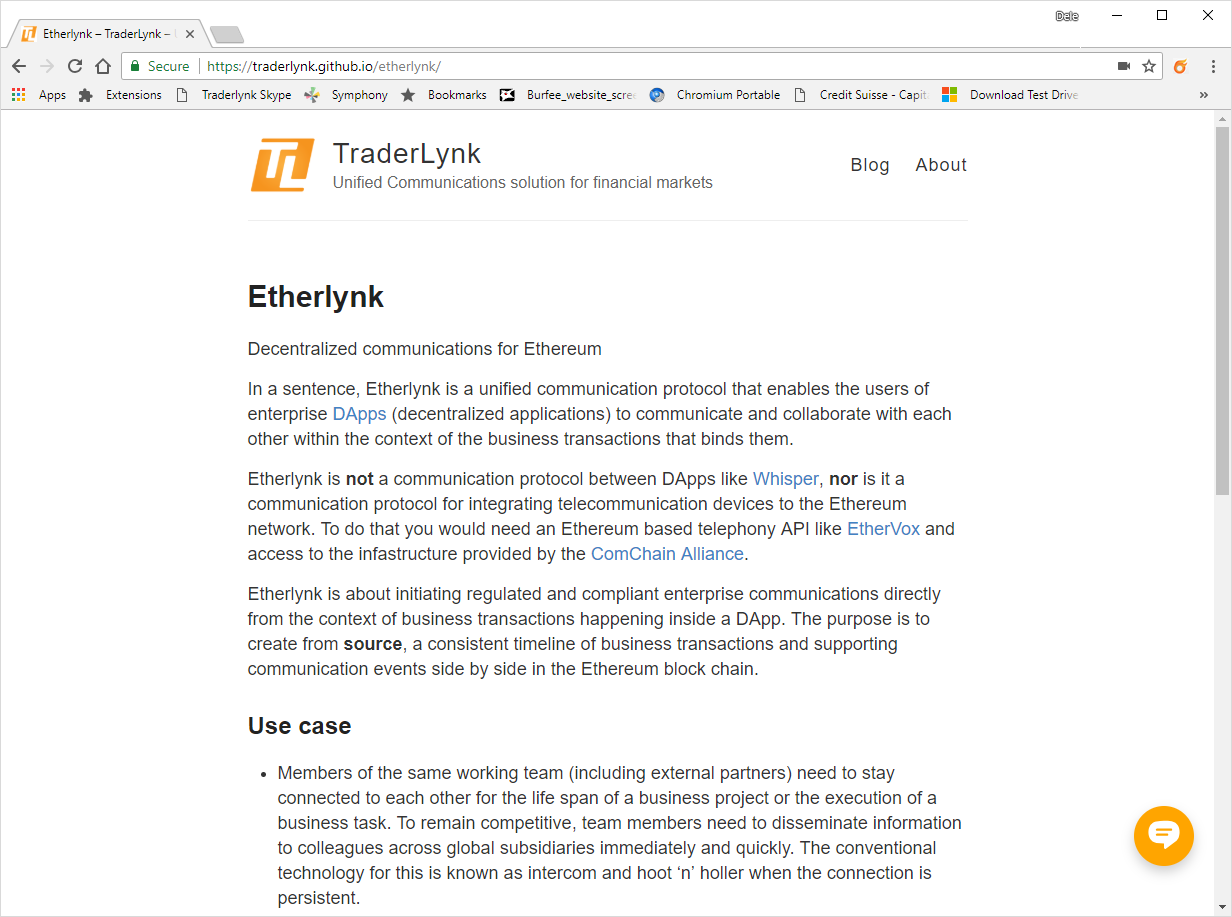 Dele
Etherlynk – TraderLynk –
Secure https://traderlynk.github.io/etherlynk/
Apps Extensions Traderlynk Skype Symphony Bookmarks Burfee_website_scree Chromium Portable Credit Suisse - Capit Download Test Drive »
TL
TraderLynk
Unified Communications solution for financial markets
Blog About
Etherlynk
Decentralized communications for Ethereum
In a sentence, Etherlynk is a unified communication protocol that enables the users of
enterprise DApps (decentralized applications) to communicate and collaborate with each
other within the context of the business transactions that binds them.
Etherlynk is not a communication protocol between DApps like Whisper, nor is it a
communication protocol for integrating telecommunication devices to the Ethereum
network. To do that you would need an Ethereum based telephony API like EtherVox and
access to the infastructure provided by the ComChain Alliance.
Etherlynk is about initiating regulated and compliant enterprise communications directly
from the context of business transactions happening inside a DApp. The purpose is to
create from source, a consistent timeline of business transactions and supporting
communication events side by side in the Ethereum block chain.
Use case
• Members of the same working team (including external partners) need to stay
connected to each other for the life span of a business project or the execution of a
business task. To remain competitive, team members need to disseminate information
to colleagues across global subsidiaries immediately and quickly. The conventional
technology for this is known as intercom and hoot ‘n’ holler when the connection is
persistent.